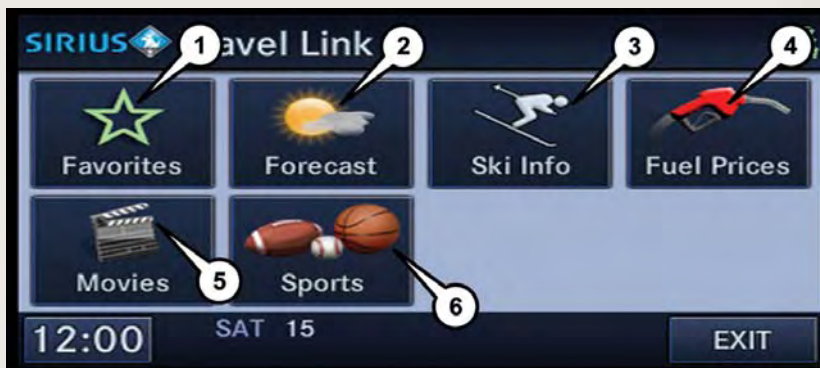 SIRIUS avel Link
1
2
3
4
Favorites
Forecast
Ski Info
Fuel Prices
Movies
Sports
5
6
12:00
SAT 15
EXIT